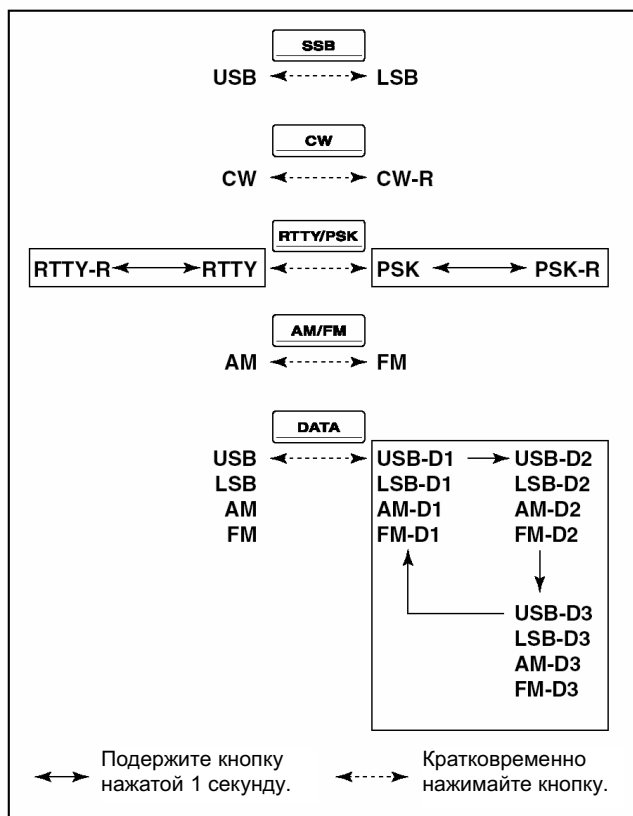 SSB
USB LSB
CW
CW CW-R
RTTY/PSK
RTTY-R RTTY PSK PSK-R
AM/FM
AM FM
DATA
USB USB-D1 USB-D2
LSB LSB-D1 LSB-D2
AM AM-D1 AM-D2
FM FM-D1 FM-D2
USB-D3
LSB-D3
AM-D3
FM-D3
Подержите кнопку
нажатой 1 секунду.
Кратковременно
нажимайте кнопку.